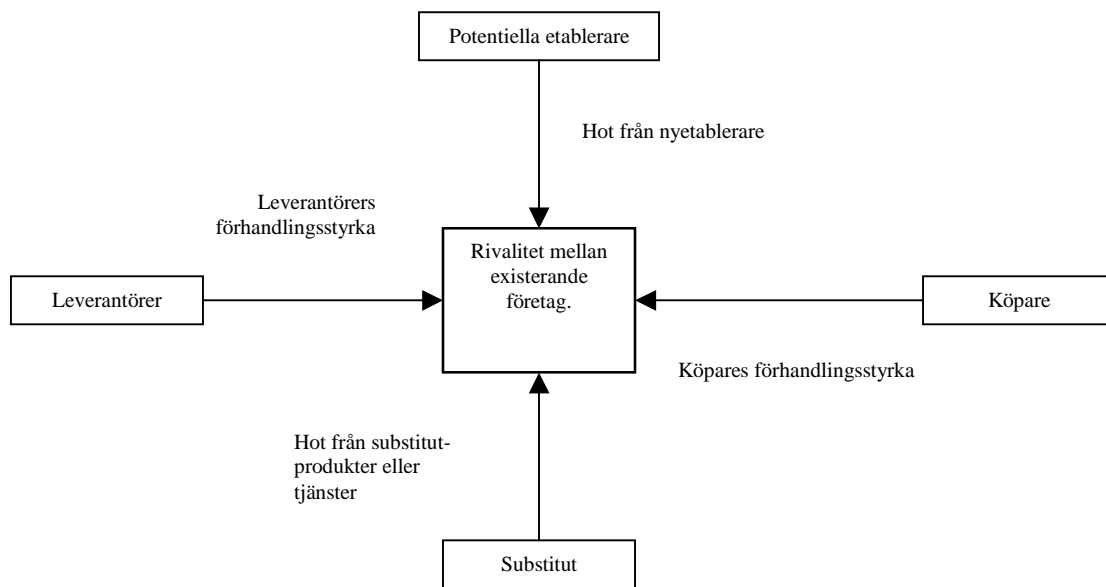 Potentiella etablerare
Hot från nyetablerare
Leverantörers
förhandlingsstyrka
Rivalitet mellan
existerande
företag.
Leverantörer
Köpare
Köpares förhandlingsstyrka
Hot från substitut-
produkter eller
tjänster
Substitut